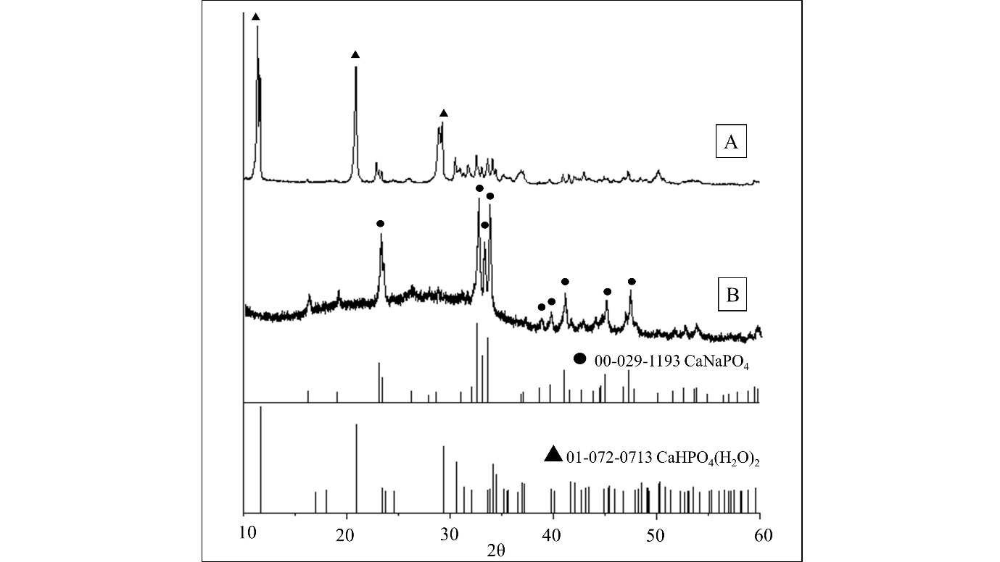 A
B
● 00-029-1193 CaNaPO₄
▲ 01-072-0713 CaHPO₄(H₂O)₂
10 20 30 40 50 60
2θ